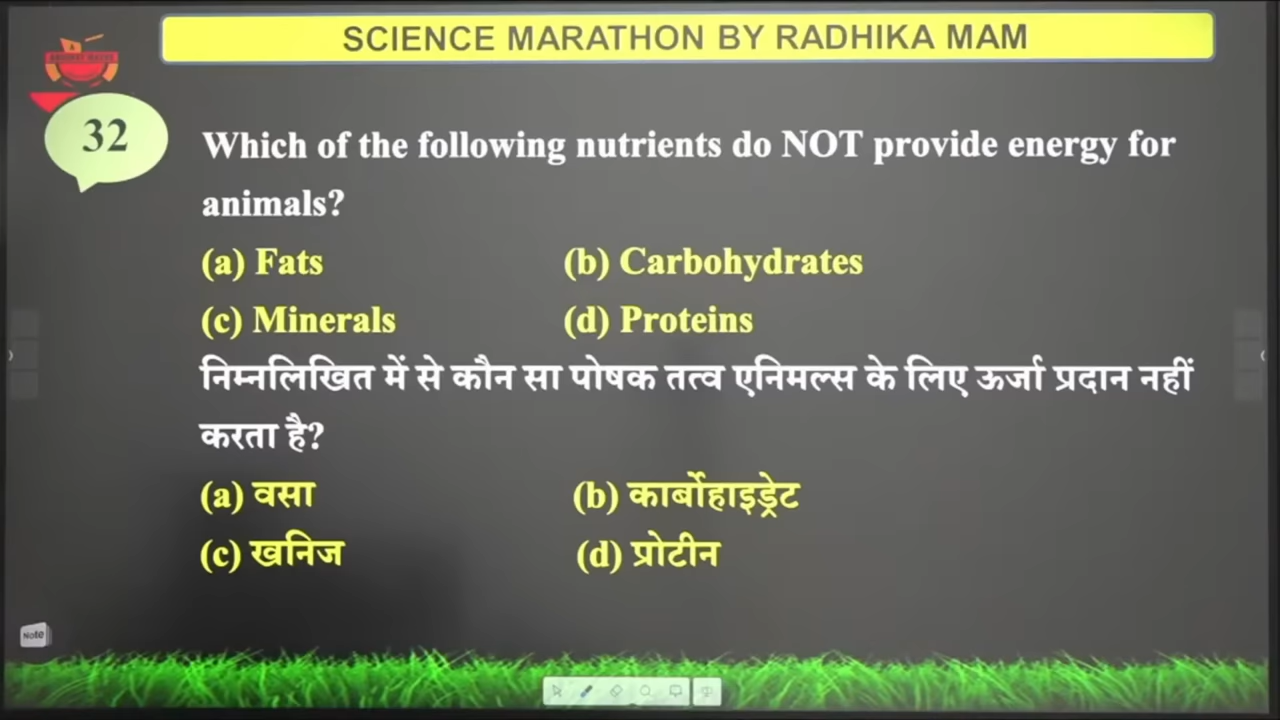 SCIENCE MARATHON BY RADHIKA MAM
32
Which of the following nutrients do NOT provide energy for
animals?
(a) Fats (b) Carbohydrates
(c) Minerals (d) Proteins
निम्नलिखित में से कौन सा पोषक तत्व एनिमल्स के लिए ऊर्जा प्रदान नहीं
करता है?
(a) वसा (b) कार्बोहाइड्रेट
(c) खनिज (d) प्रोटीन
Note